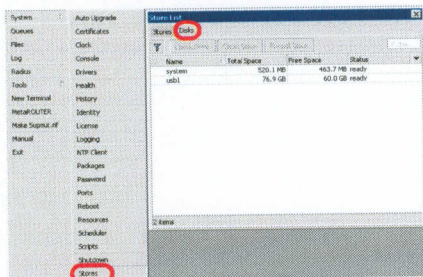 System
Queues
Files
Log
Radius
Tools
New Terminal
MetaROUTER
Make Supout.rif
Manual
Exit
Auto Upgrade
Certificates
Clock
Console
Drivers
Health
History
Identity
License
Logging
NTP Client
Packages
Password
Ports
Reboot
Resources
Scheduler
Scripts
Shutdown
Stores
Store List
Stores Disks
Name Total Space Free Space Status
system 520.1 MB 463.7 MB ready
usb1 76.9 GB 60.0 GB ready
2 items